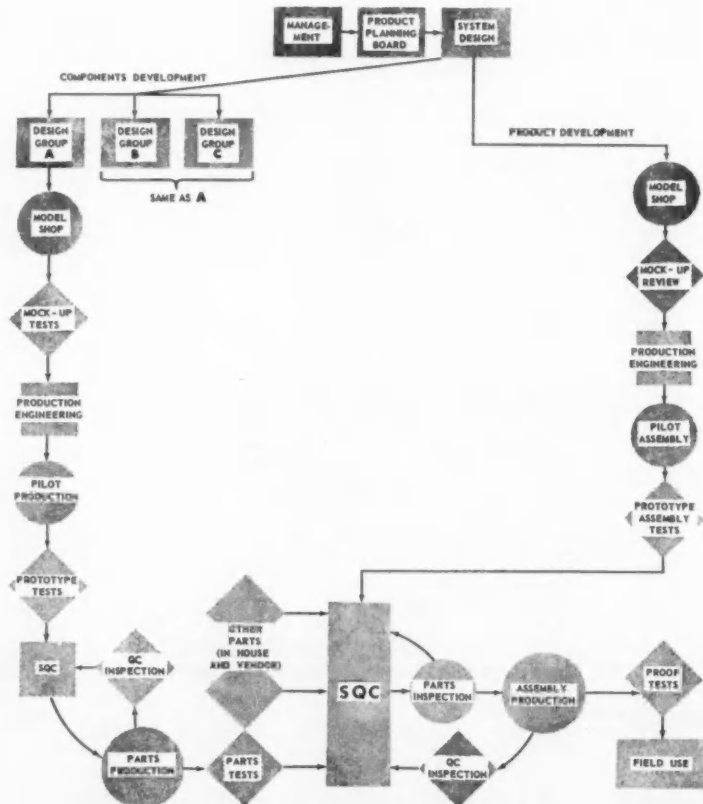 MANAGE-
MENT
PRODUCT
PLANNING
BOARD
SYSTEM
DESIGN
COMPONENTS DEVELOPMENT
PRODUCT DEVELOPMENT
DESIGN
GROUP
A
DESIGN
GROUP
B
DESIGN
GROUP
C
SAME AS A
MODEL
SHOP
MOCK-UP
TESTS
PRODUCTION
ENGINEERING
PILOT
PRODUCTION
PROTOTYPE
TESTS
SQC
QC
INSPECTION
PARTS
PRODUCTION
PARTS
TESTS
OTHER
PARTS
(IN HOUSE
AND VENDOR)
MODEL
SHOP
MOCK-UP
REVIEW
PRODUCTION
ENGINEERING
PILOT
ASSEMBLY
PROTOTYPE
ASSEMBLY
TESTS
SQC
PARTS
INSPECTION
ASSEMBLY
PRODUCTION
QC
INSPECTION
PROOF
TESTS
FIELD USE